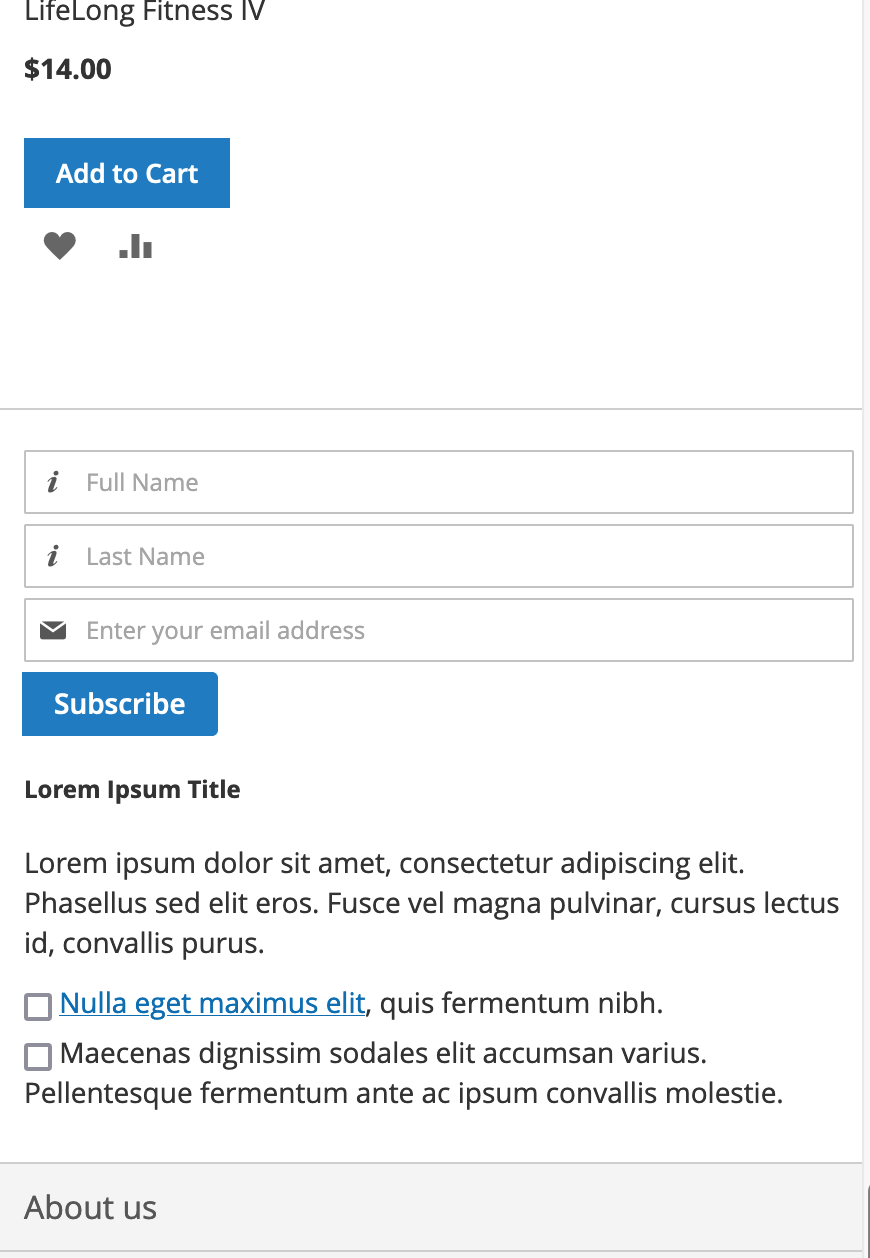 LifeLong Fitness IV
$14.00
Add to Cart
Full Name
Last Name
Enter your email address
Subscribe
Lorem Ipsum Title
Lorem ipsum dolor sit amet, consectetur adipiscing elit.
Phasellus sed elit eros. Fusce vel magna pulvinar, cursus lectus
id, convallis purus.
Nulla eget maximus elit, quis fermentum nibh.
Maecenas dignissim sodales elit accumsan varius.
Pellentesque fermentum ante ac ipsum convallis molestie.
About us